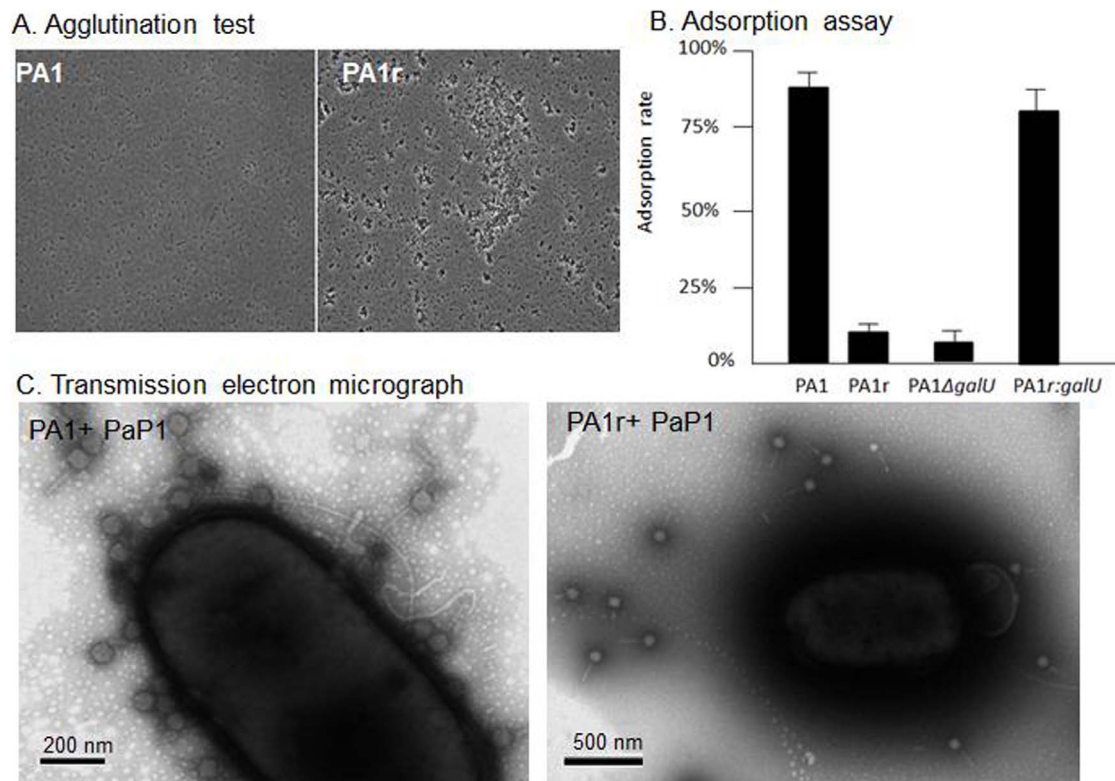 A. Agglutination test
PA1
PA1r
B. Adsorption assay
100%
75%
50%
25%
0%
Adsorption rate
PA1
PA1r
PA1ΔgalU
PA1r:galU
C. Transmission electron micrograph
PA1+ PaP1
200 nm
PA1r+ PaP1
500 nm